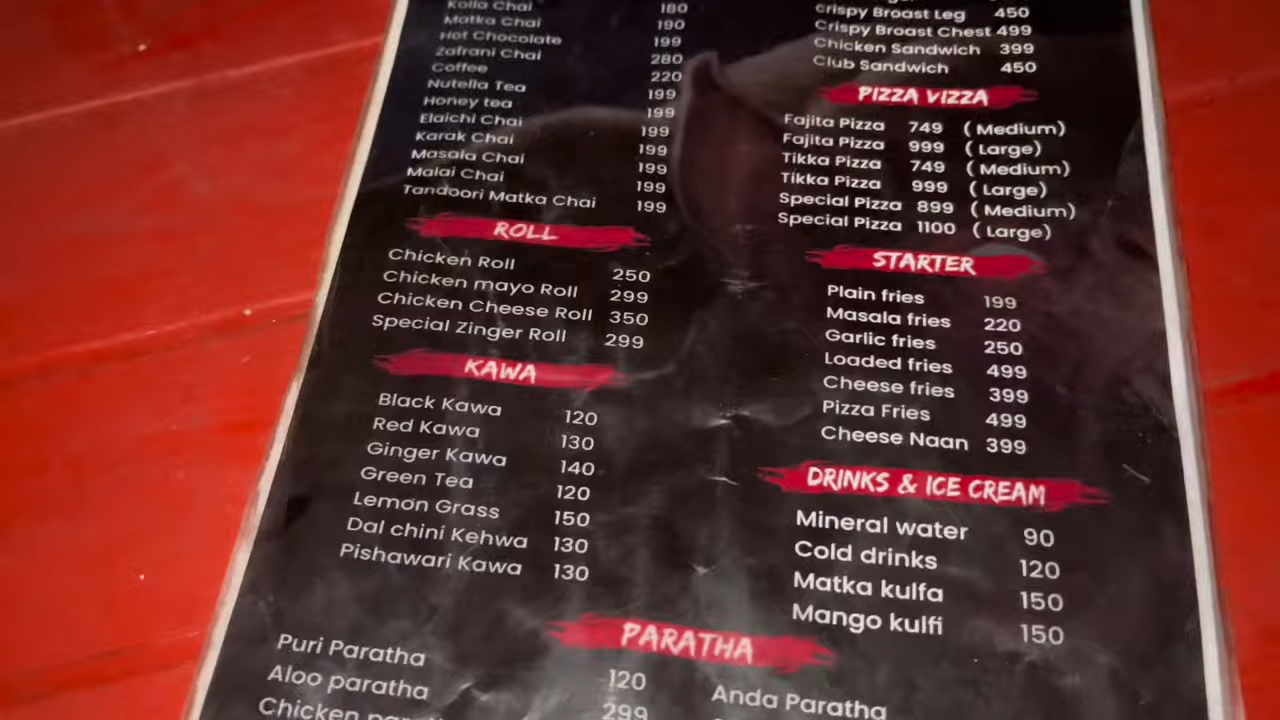 Kolla Chai 180
Matka Chai 190
Hot Chocolate 199
Zafrani Chai 280
Coffee 220
Nutella Tea 199
Honey tea 199
Elaichi Chai 199
Karak Chai 199
Masala Chai 199
Malai Chai 199
Tandoori Matka Chai 199
ROLL
Chicken Roll 250
Chicken mayo Roll 299
Chicken Cheese Roll 350
Special Zinger Roll 299
KAWA
Black Kawa 120
Red Kawa 130
Ginger Kawa 140
Green Tea 120
Lemon Grass 150
Dal chini Kehwa 130
Pishawari Kawa 130
Crispy Broast Leg 450
Crispy Broast Chest 499
Chicken Sandwich 399
Club Sandwich 450
PIZZA VIZZA
Fajita Pizza 749 (Medium)
Fajita Pizza 999 (Large)
Tikka Pizza 749 (Medium)
Tikka Pizza 999 (Large)
Special Pizza 899 (Medium)
Special Pizza 1100 (Large)
STARTER
Plain fries 199
Masala fries 220
Garlic fries 250
Loaded fries 499
Cheese fries 399
Pizza Fries 499
Cheese Naan 399
DRINKS & ICE CREAM
Mineral water 90
Cold drinks 120
Matka kulfa 150
Mango kulfi 150
PARATHA
Puri Paratha 120
Aloo paratha 299
Chicken
Anda Paratha